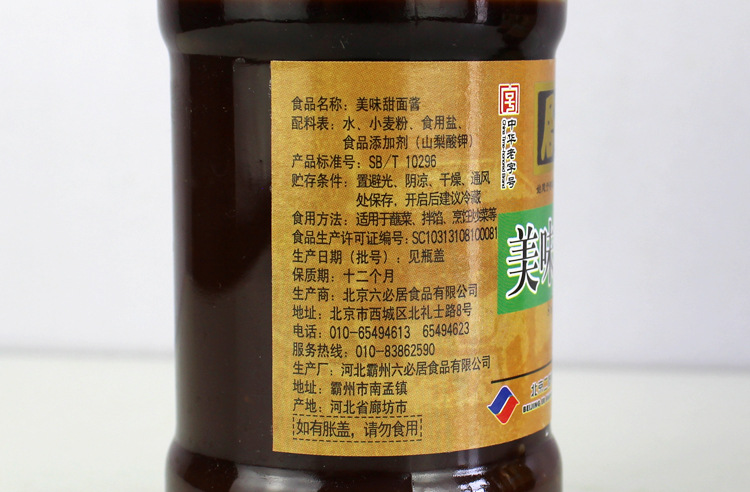 食品名称：美味甜面酱
配料表：水、小麦粉、食用盐、
食品添加剂（山梨酸钾）
产品标准号：SB/T 10296
贮存条件：置避光、阴凉、干燥、通风
处保存，开启后建议冷藏
食用方法：适用于蘸菜、拌馅、烹饪炒菜等
食品生产许可证编号：SC10313108100081
生产日期（批号）：见瓶盖
保质期：十二个月
生产商：北京六必居食品有限公司
地址：北京市西城区北礼士路8号
电话：010-65494613 65494623
服务热线：010-83862590
生产厂：河北霸州六必居食品有限公司
地址：霸州市南孟镇
产地：河北省廊坊市
如有胀盖，请勿食用
中华老字号
美味
北京
BEIJING